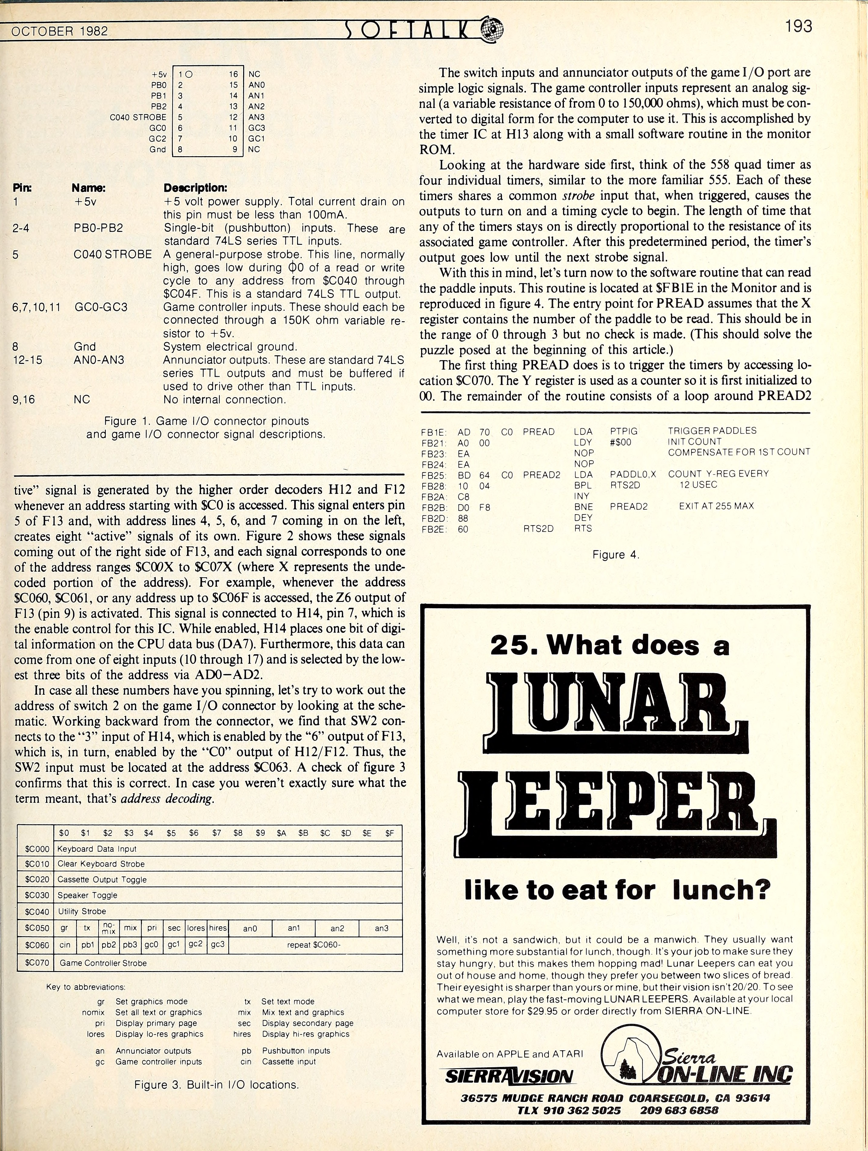 OCTOBER 1982
SOFTALK
193
+5v 1 16 NC
PB0 2 15 AN0
PB1 3 14 AN1
PB2 4 13 AN2
C040 STROBE 5 12 AN3
GC0 6 11 GC3
GC2 7 10 GC1
Gnd 8 9 NC
Pin: Name: Description:
1 +5v +5 volt power supply. Total current drain on
this pin must be less than 100mA.
2-4 PB0-PB2 Single-bit (pushbutton) inputs. These are
standard 74LS series TTL inputs.
5 C040 STROBE A general-purpose strobe. This line, normally
high, goes low during Φ0 of a read or write
cycle to any address from $C040 through
$C04F. This is a standard 74LS TTL output.
6,7,10,11 GC0-GC3 Game controller inputs. These should each be
connected through a 150K ohm variable re-
sistor to +5v.
8 Gnd System electrical ground.
12-15 AN0-AN3 Annunciator outputs. These are standard 74LS
series TTL outputs and must be buffered if
used to drive other than TTL inputs.
9,16 NC No internal connection.
Figure 1. Game I/O connector pinouts
and game I/O connector signal descriptions.
tive” signal is generated by the higher order decoders H12 and F12
whenever an address starting with $C0 is accessed. This signal enters pin
5 of F13 and, with address lines 4, 5, 6, and 7 coming in on the left,
creates eight “active” signals of its own. Figure 2 shows these signals
coming out of the right side of F13, and each signal corresponds to one
of the address ranges $C00X to $C07X (where X represents the unde-
coded portion of the address). For example, whenever the address
$C060, $C061, or any address up to $C06F is accessed, the Z6 output of
F13 (pin 9) is activated. This signal is connected to H14, pin 7, which is
the enable control for this IC. While enabled, H14 places one bit of digi-
tal information on the CPU data bus (DA7). Furthermore, this data can
come from one of eight inputs (10 through 17) and is selected by the low-
est three bits of the address via AD0–AD2.
In case all these numbers have you spinning, let's try to work out the
address of switch 2 on the game I/O connector by looking at the sche-
matic. Working backward from the connector, we find that SW2 con-
nects to the “3” input of H14, which is enabled by the “6” output of F13,
which is, in turn, enabled by the “C0” output of H12/F12. Thus, the
SW2 input must be located at the address $C063. A check of figure 3
confirms that this is correct. In case you weren't exactly sure what the
term meant, that's address decoding.
$0 $1 $2 $3 $4 $5 $6 $7 $8 $9 $A $B $C $D $E $F
$C000 Keyboard Data Input
$C010 Clear Keyboard Strobe
$C020 Cassette Output Toggle
$C030 Speaker Toggle
$C040 Utility Strobe
$C050 gr tx no-mix mix pri sec lores hires an0 an1 an2 an3
$C060 cin pb1 pb2 pb3 gc0 gc1 gc2 gc3 repeat $C060-
$C070 Game Controller Strobe
Key to abbreviations:
gr Set graphics mode tx Set text mode
nomix Set all text or graphics mix Mix text and graphics
pri Display primary page sec Display secondary page
lores Display lo-res graphics hires Display hi-res graphics
an Annunciator outputs pb Pushbutton inputs
gc Game controller inputs cin Cassette input
Figure 3. Built-in I/O locations.
The switch inputs and annunciator outputs of the game I/O port are
simple logic signals. The game controller inputs represent an analog sig-
nal (a variable resistance of from 0 to 150,000 ohms), which must be con-
verted to digital form for the computer to use it. This is accomplished by
the timer IC at H13 along with a small software routine in the monitor
ROM.
Looking at the hardware side first, think of the 558 quad timer as
four individual timers, similar to the more familiar 555. Each of these
timers shares a common strobe input that, when triggered, causes the
outputs to turn on and a timing cycle to begin. The length of time that
any of the timers stays on is directly proportional to the resistance of its
associated game controller. After this predetermined period, the timer's
output goes low until the next strobe signal.
With this in mind, let's turn now to the software routine that can read
the paddle inputs. This routine is located at $FB1E in the Monitor and is
reproduced in figure 4. The entry point for PREAD assumes that the X
register contains the number of the paddle to be read. This should be in
the range of 0 through 3 but no check is made. (This should solve the
puzzle posed at the beginning of this article.)
The first thing PREAD does is to trigger the timers by accessing lo-
cation $C070. The Y register is used as a counter so it is first initialized to
00. The remainder of the routine consists of a loop around PREAD2
FB1E: AD 70 C0 PREAD LDA PTPIG TRIGGER PADDLES
FB21: A0 00 LDY #$00 INIT COUNT
FB23: EA NOP COMPENSATE FOR 1ST COUNT
FB24: EA NOP
FB25: BD 64 C0 PREAD2 LDA PADDL0,X COUNT Y-REG EVERY
FB28: 10 04 BPL RTS2D 12 USEC
FB2A: C8 INY
FB2B: D0 F8 BNE PREAD2 EXIT AT 255 MAX
FB2D: 88 DEY
FB2E: 60 RTS2D RTS
Figure 4.
25. What does a
LUNAR
LEEPER
like to eat for lunch?
Well, it's not a sandwich, but it could be a manwich. They usually want
something more substantial for lunch, though. It's your job to make sure they
stay hungry, but this makes them hopping mad! Lunar Leepers can eat you
out of house and home, though they prefer you between two slices of bread.
Their eyesight is sharper than yours or mine, but their vision isn't 20/20. To see
what we mean, play the fast-moving LUNAR LEEPERS. Available at your local
computer store for $29.95 or order directly from SIERRA ON-LINE.
Available on APPLE and ATARI
SIERRAVISION
Sierra
ON-LINE INC
36575 MUDGE RANCH ROAD COARSEGOLD, CA 93614
TLX 910 362 5025 209 683 6858